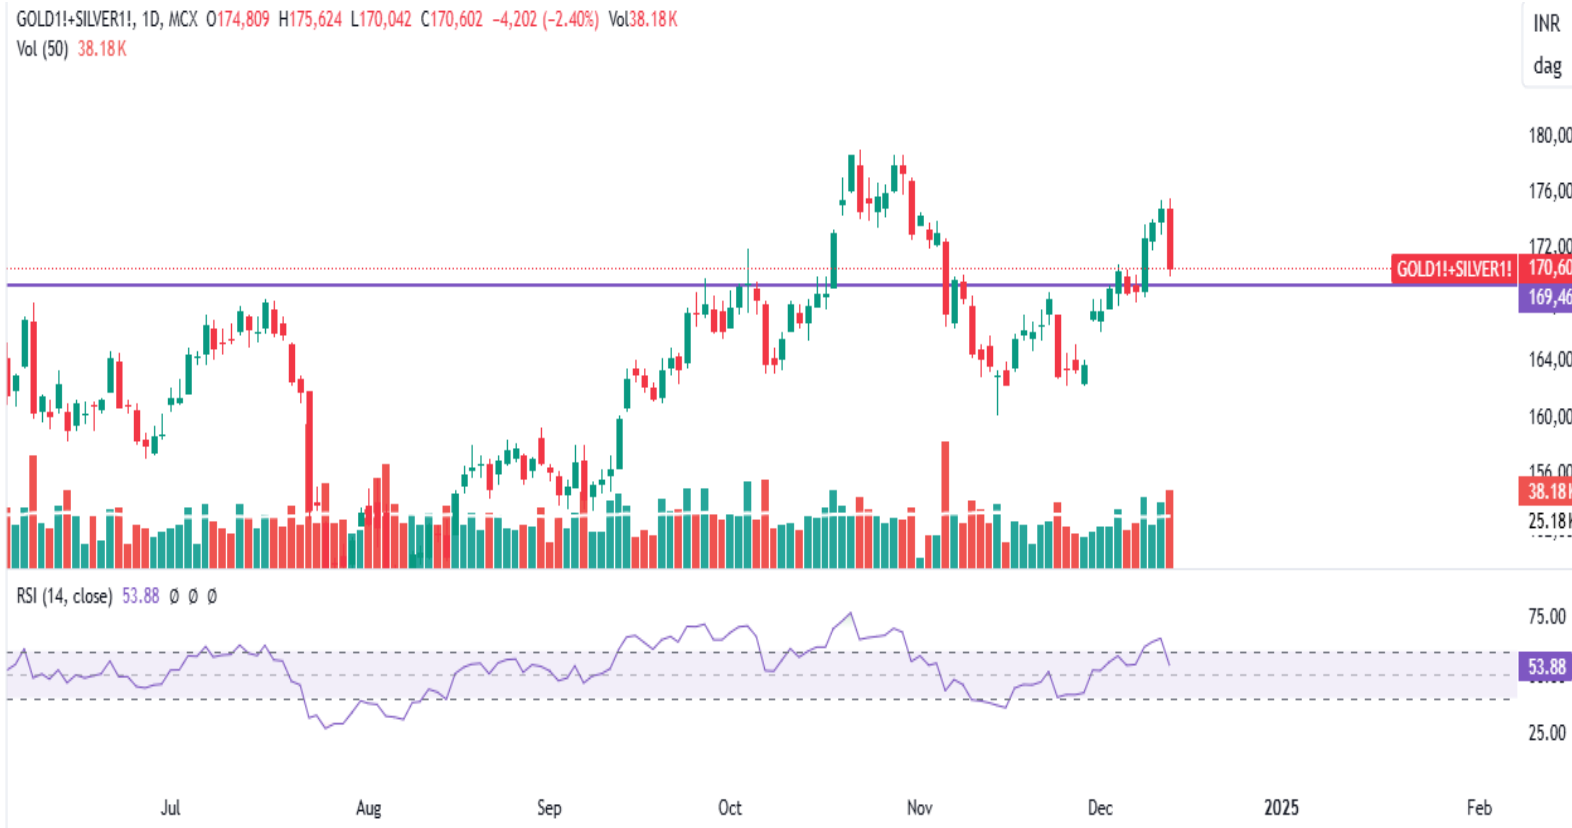 GOLD1!+SILVER1!, 1D, MCX O174,809 H175,624 L170,042 C170,602 −4,202 (−2.40%) Vol38.18K
Vol (50) 38.18K
INR
dag
180,00
176,00
172,00
GOLD1!+SILVER1! 170,60
169,46
164,00
160,00
156,00
38.18K
25.18K
RSI (14, close) 53.88 Ø Ø Ø
75.00
53.88
25.00
Jul Aug Sep Oct Nov Dec 2025 Feb